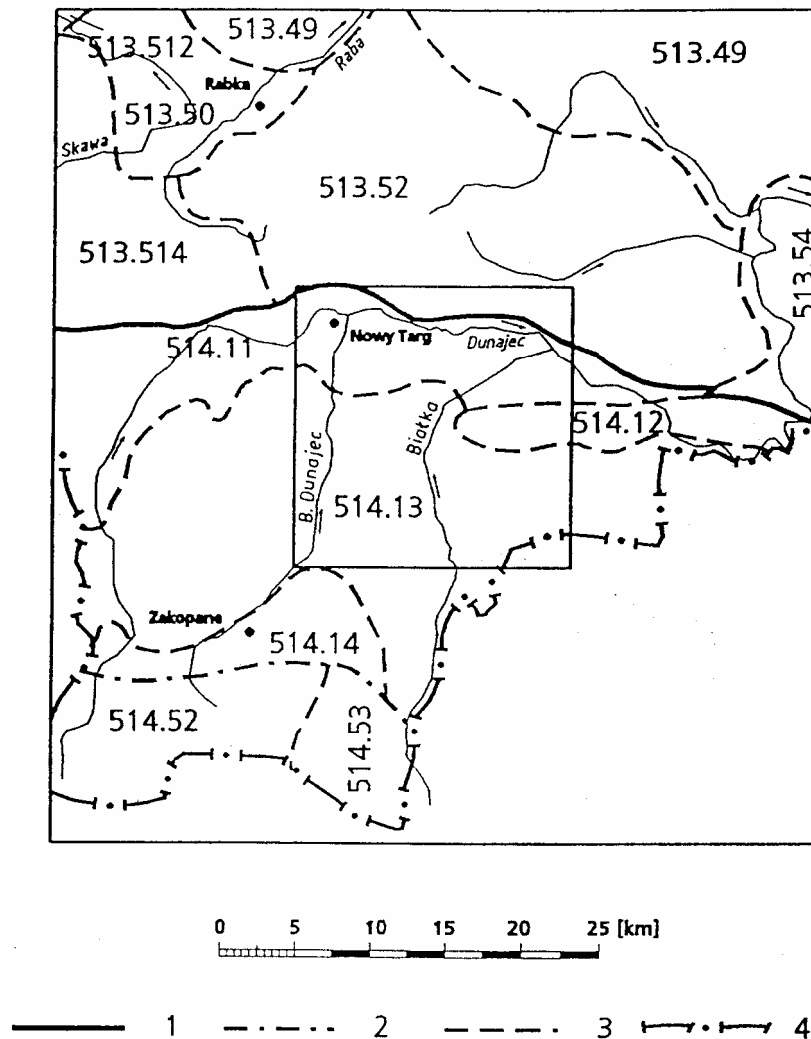 513.512
513.49
513.49
Raba
Rabka
513.50
Skawa
513.52
513.514
513.54
514.11
Nowy Targ
Dunajec
514.12
Białka
B. Dunajec
514.13
Zakopane
514.14
514.52
514.53
0 5 10 15 20 25 [km]
1 2 3 4